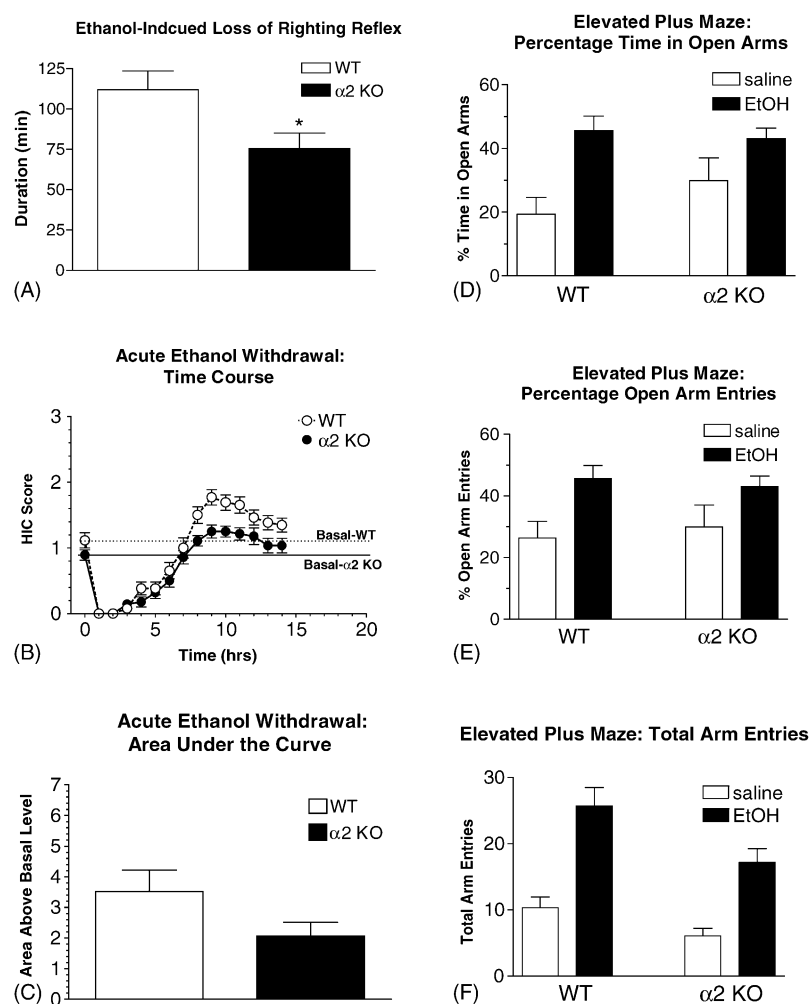 Ethanol-Indcued Loss of Righting Reflex
125
100
75
50
25
0
Duration (min)
WT
α2 KO
*
(A)
Acute Ethanol Withdrawal:
Time Course
3
2
1
0
HIC Score
WT
α2 KO
Basal-WT
Basal-α2 KO
0 5 10 15 20
Time (hrs)
(B)
Acute Ethanol Withdrawal:
Area Under the Curve
7
6
5
4
3
2
1
0
Area Above Basal Level
WT
α2 KO
(C)
Elevated Plus Maze:
Percentage Time in Open Arms
60
40
20
0
% Time in Open Arms
saline
EtOH
WT α2 KO
(D)
Elevated Plus Maze:
Percentage Open Arm Entries
60
40
20
0
% Open Arm Entries
saline
EtOH
WT α2 KO
(E)
Elevated Plus Maze: Total Arm Entries
30
20
10
0
Total Arm Entries
saline
EtOH
WT α2 KO
(F)